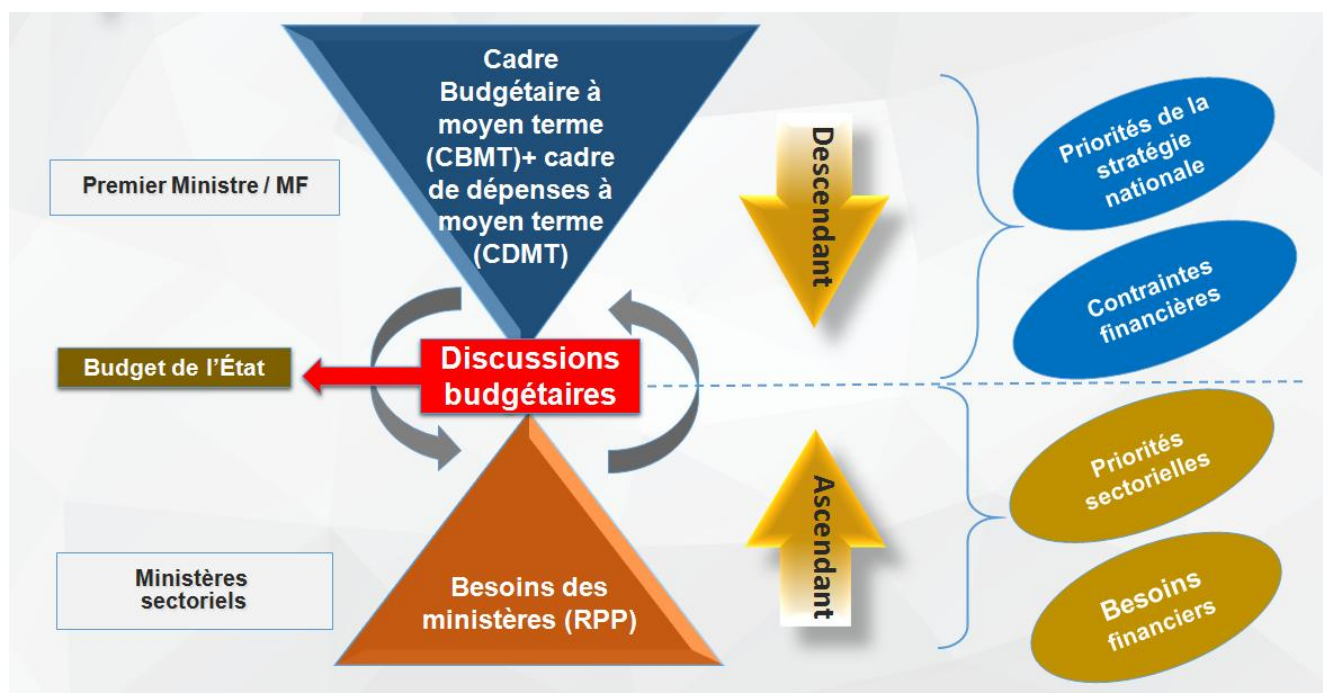 Cadre
Budgétaire à
moyen terme
(CBMT)+ cadre
de dépenses à
moyen terme
(CDMT)
Premier Ministre / MF
Descendant
Priorités de la
stratégie
nationale
Contraintes
financières
Discussions
budgétaires
Budget de l'État
Ascendant
Priorités
sectorielles
Besoins
financiers
Ministères
sectoriels
Besoins des
ministères (RPP)